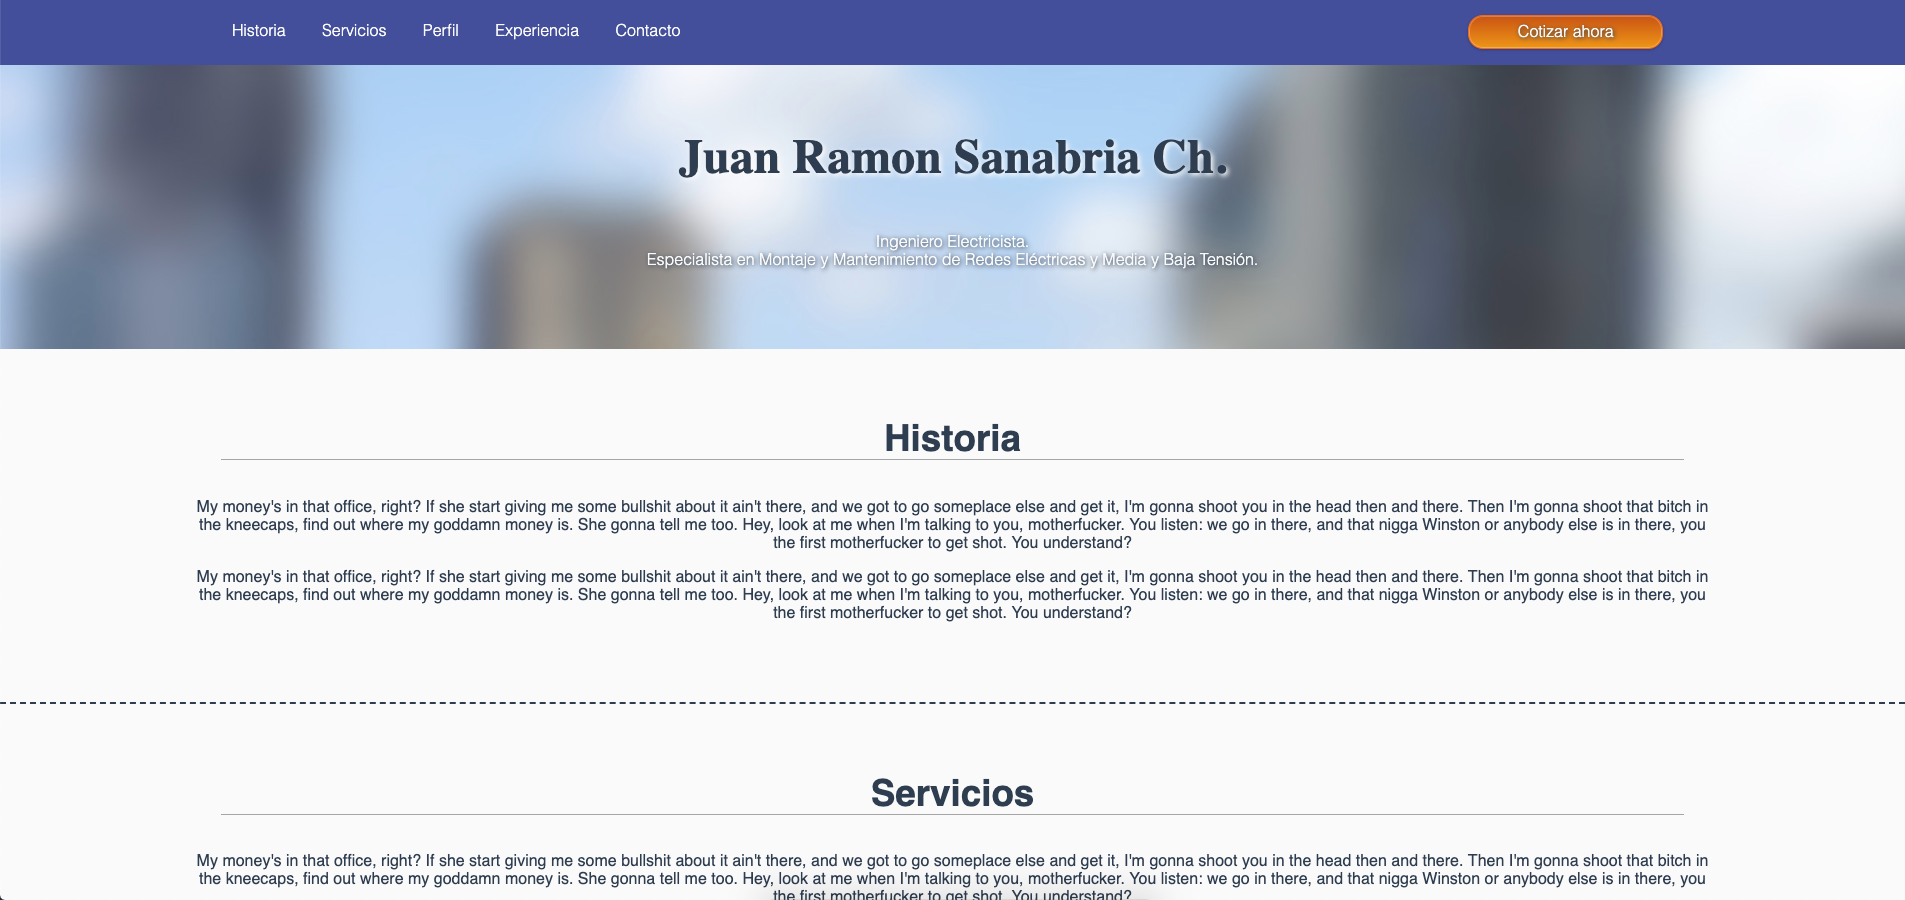 Historia Servicios Perfil Experiencia Contacto Cotizar ahora
Juan Ramon Sanabria Ch.
Ingeniero Electricista.
Especialista en Montaje y Mantenimiento de Redes Eléctricas y Media y Baja Tensión.
Historia
My money's in that office, right? If she start giving me some bullshit about it ain't there, and we got to go someplace else and get it, I'm gonna shoot you in the head then and there. Then I'm gonna shoot that bitch in
the kneecaps, find out where my goddamn money is. She gonna tell me too. Hey, look at me when I'm talking to you, motherfucker. You listen: we go in there, and that nigga Winston or anybody else is in there, you
the first motherfucker to get shot. You understand?
My money's in that office, right? If she start giving me some bullshit about it ain't there, and we got to go someplace else and get it, I'm gonna shoot you in the head then and there. Then I'm gonna shoot that bitch in
the kneecaps, find out where my goddamn money is. She gonna tell me too. Hey, look at me when I'm talking to you, motherfucker. You listen: we go in there, and that nigga Winston or anybody else is in there, you
the first motherfucker to get shot. You understand?
Servicios
My money's in that office, right? If she start giving me some bullshit about it ain't there, and we got to go someplace else and get it, I'm gonna shoot you in the head then and there. Then I'm gonna shoot that bitch in
the kneecaps, find out where my goddamn money is. She gonna tell me too. Hey, look at me when I'm talking to you, motherfucker. You listen: we go in there, and that nigga Winston or anybody else is in there, you
the first motherfucker to get shot. You understand?